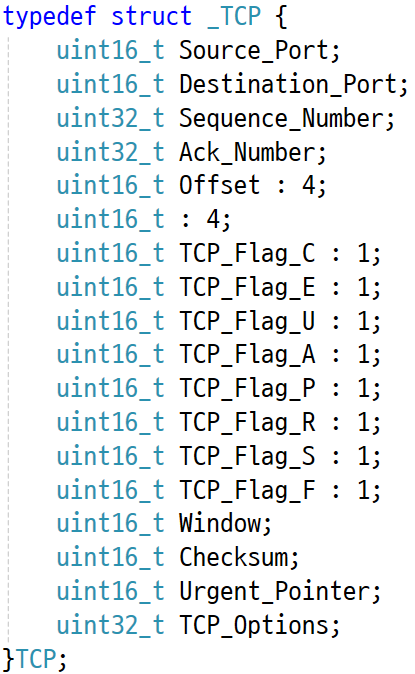 typedef struct _TCP {
uint16_t Source_Port;
uint16_t Destination_Port;
uint32_t Sequence_Number;
uint32_t Ack_Number;
uint16_t Offset : 4;
uint16_t : 4;
uint16_t TCP_Flag_C : 1;
uint16_t TCP_Flag_E : 1;
uint16_t TCP_Flag_U : 1;
uint16_t TCP_Flag_A : 1;
uint16_t TCP_Flag_P : 1;
uint16_t TCP_Flag_R : 1;
uint16_t TCP_Flag_S : 1;
uint16_t TCP_Flag_F : 1;
uint16_t Window;
uint16_t Checksum;
uint16_t Urgent_Pointer;
uint32_t TCP_Options;
}TCP;